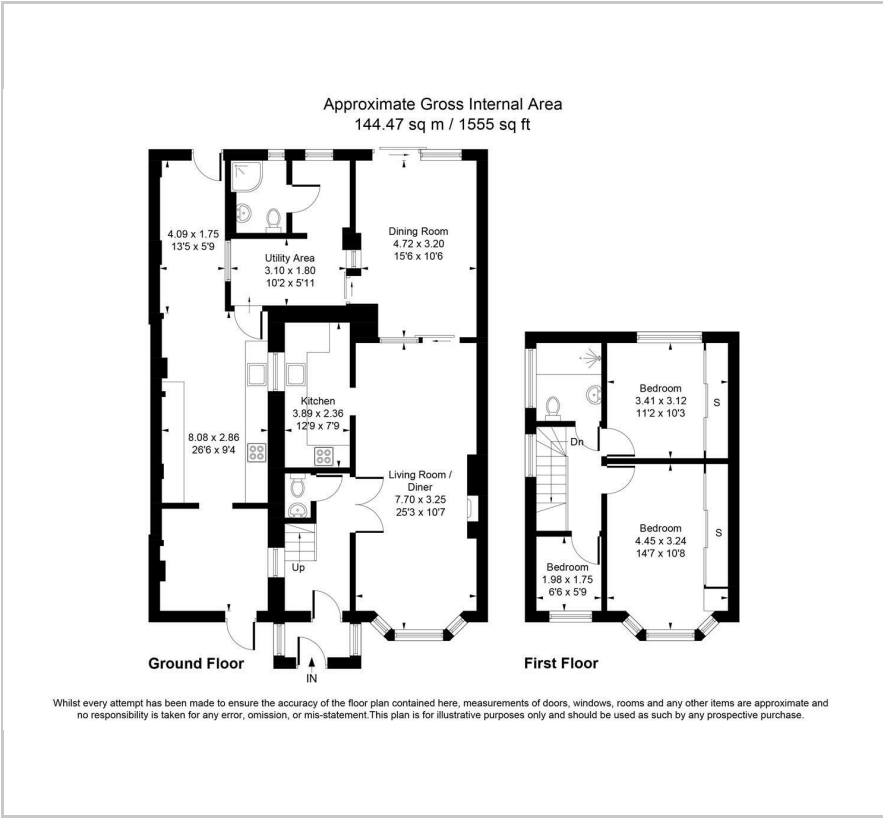 Approximate Gross Internal Area
144.47 sq m / 1555 sq ft
4.09 x 1.75
13'5 x 5'9
Utility Area
3.10 x 1.80
10'2 x 5'11
Dining Room
4.72 x 3.20
15'6 x 10'6
Kitchen
3.89 x 2.36
12'9 x 7'9
8.08 x 2.86
26'6 x 9'4
Living Room /
Diner
7.70 x 3.25
25'3 x 10'7
Up
IN
Ground Floor
Bedroom
3.41 x 3.12
11'2 x 10'3
S
Dn
Bedroom
4.45 x 3.24
14'7 x 10'8
S
Bedroom
1.98 x 1.75
6'6 x 5'9
First Floor
Whilst every attempt has been made to ensure the accuracy of the floor plan contained here, measurements of doors, windows, rooms and any other items are approximate and
no responsibility is taken for any error, omission, or mis-statement.This plan is for illustrative purposes only and should be used as such by any prospective purchase.